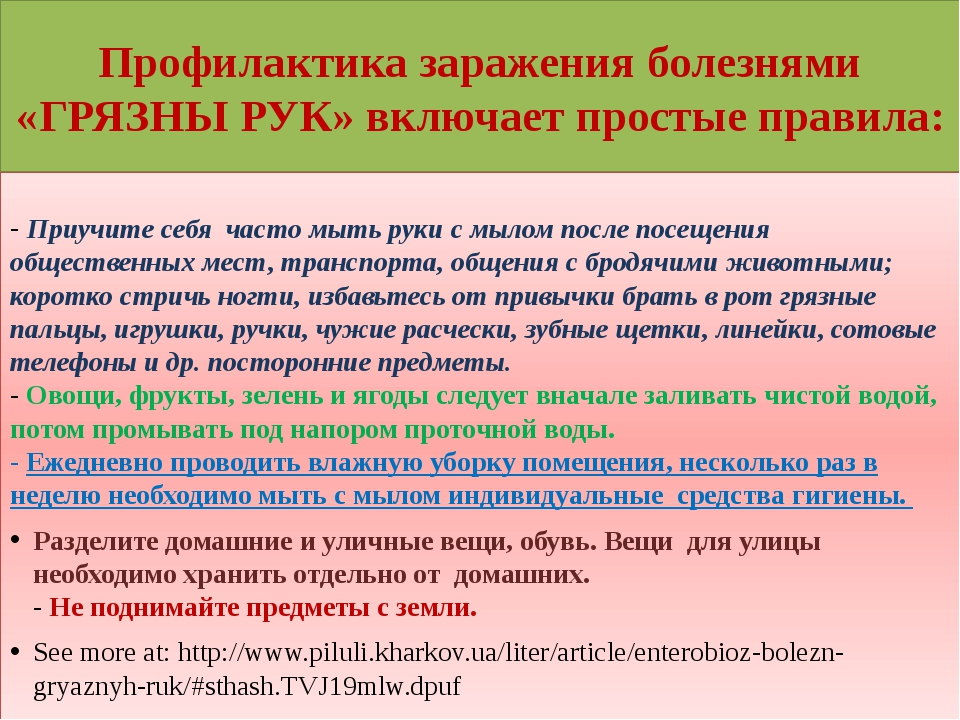 Профилактика заражения болезнями
«ГРЯЗНЫ РУК» включает простые правила:
- Приучите себя часто мыть руки с мылом после посещения
общественных мест, транспорта, общения с бродячими животными;
коротко стричь ногти, избавьтесь от привычки брать в рот грязные
пальцы, игрушки, ручки, чужие расчески, зубные щетки, линейки, сотовые
телефоны и др. посторонние предметы.
- Овощи, фрукты, зелень и ягоды следует вначале заливать чистой водой,
потом промывать под напором проточной воды.
- Ежедневно проводить влажную уборку помещения, несколько раз в
неделю необходимо мыть с мылом индивидуальные средства гигиены.
• Разделите домашние и уличные вещи, обувь. Вещи для улицы
необходимо хранить отдельно от домашних.
- Не поднимайте предметы с земли.
• See more at: http://www.piluli.kharkov.ua/liter/article/enterobioz-bolezn-
gryaznyh-ruk/#sthash.TVJ19mlw.dpuf